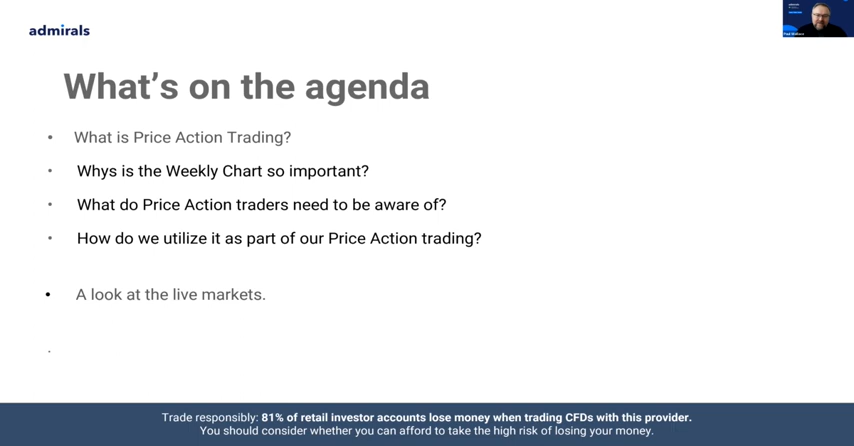 admirals
What's on the agenda
• What is Price Action Trading?
• Whys is the Weekly Chart so important?
• What do Price Action traders need to be aware of?
• How do we utilize it as part of our Price Action trading?
• A look at the live markets.
Trade responsibly: 81% of retail investor accounts lose money when trading CFDs with this provider.
You should consider whether you can afford to take the high risk of losing your money.